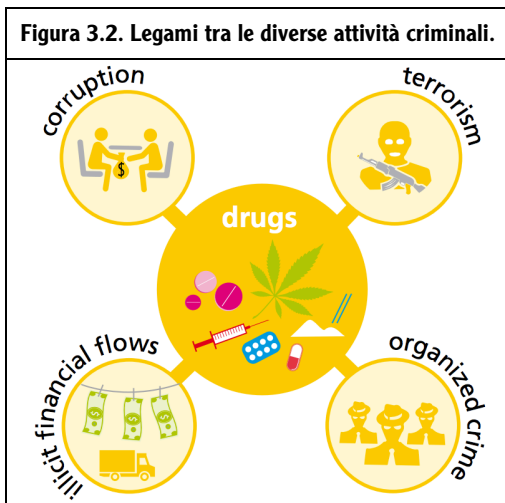 Figura 3.2. Legami tra le diverse attività criminali.
corruption
terrorism
drugs
$
illicit financial flows
organized crime
$
$
$